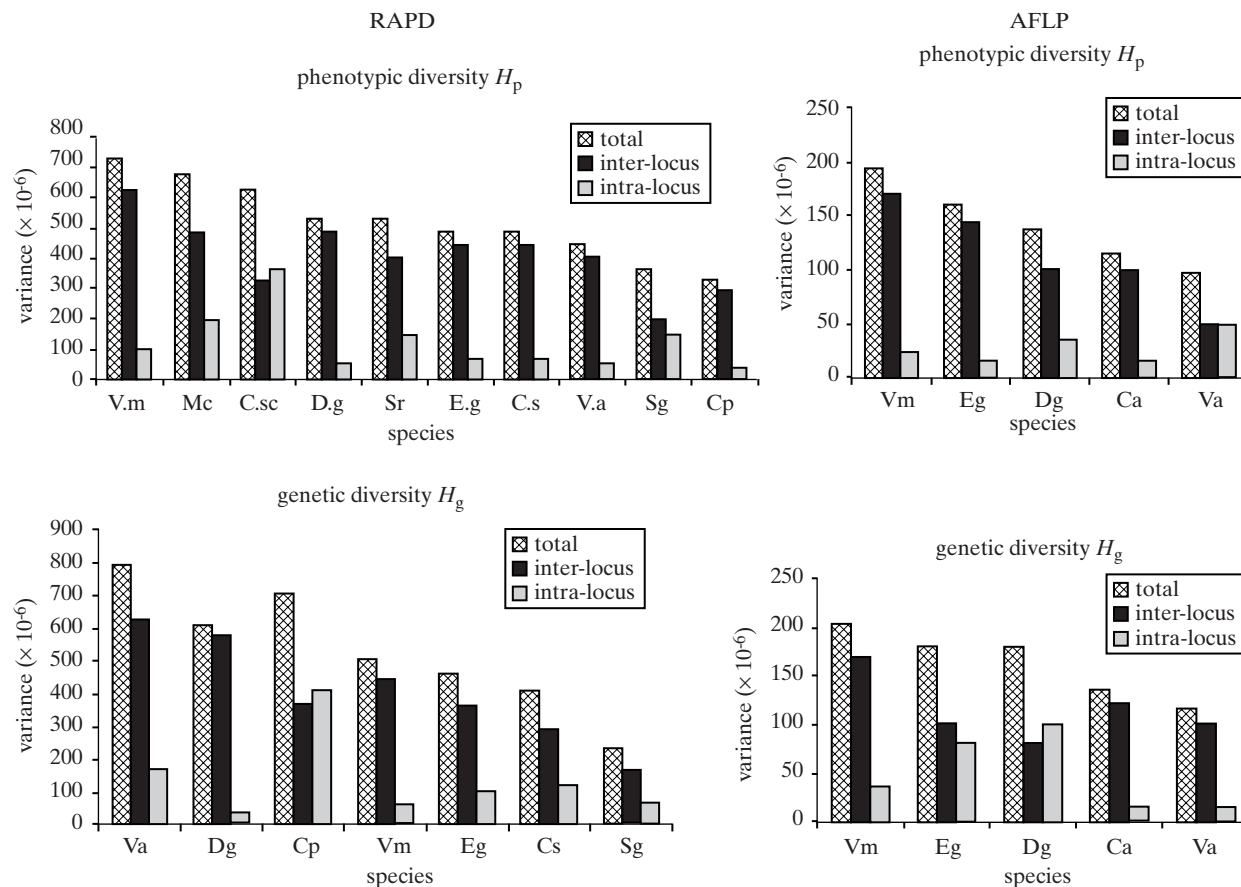 RAPD
phenotypic diversity Hp
800
700
600
500
400
300
200
100
0
variance (× 10-6)
total
inter-locus
intra-locus
V.m Mc C.sc D.g Sr E.g C.s V.a Sg Cp
species
AFLP
phenotypic diversity Hp
250
200
150
100
50
0
variance (× 10-6)
total
inter-locus
intra-locus
Vm Eg Dg Ca Va
species
genetic diversity Hg
900
800
700
600
500
400
300
200
100
0
variance (× 10-6)
total
inter-locus
intra-locus
Va Dg Cp Vm Eg Cs Sg
species
genetic diversity Hg
250
200
150
100
50
0
variance (× 10-6)
total
inter-locus
intra-locus
Vm Eg Dg Ca Va
species